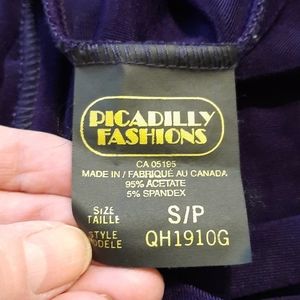 PICADILLY
FASHIONS
CA 05195
MADE IN / FABRIQUÉ AU CANADA
95% ACETATE
5% SPANDEX
SIZE
TAILLE S/P
STYLE
MODÈLE QH1910G